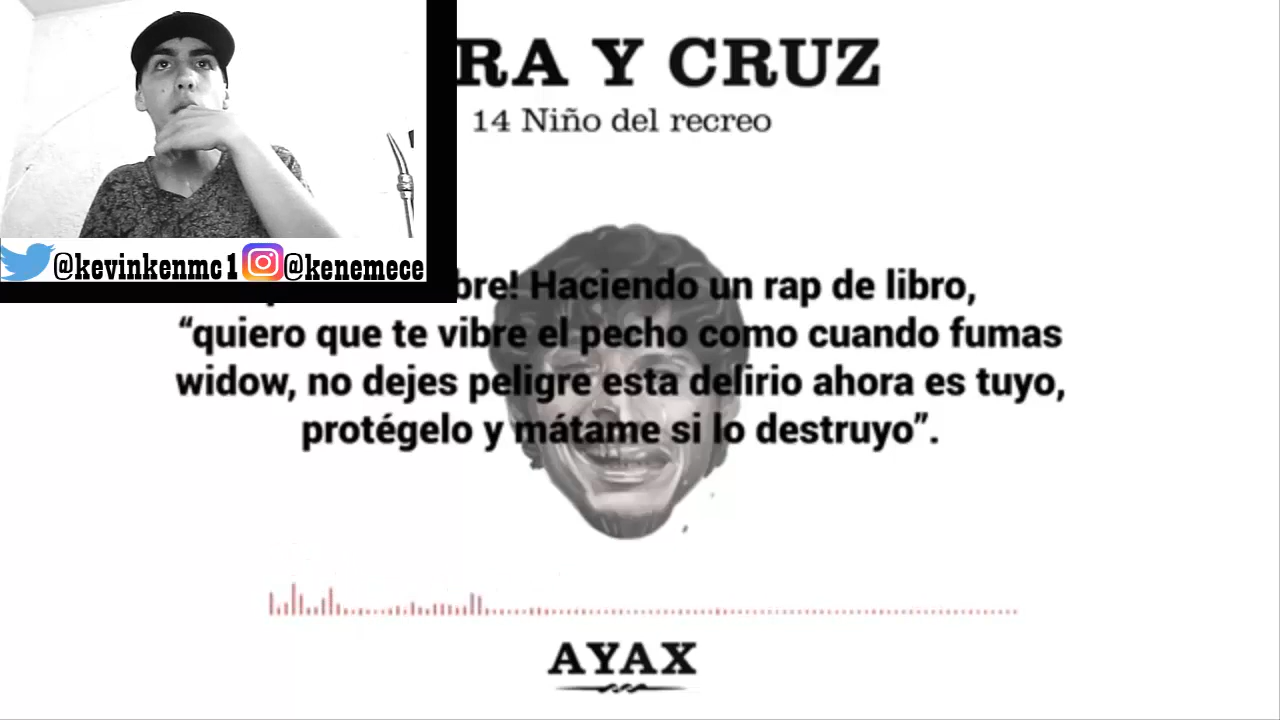 RA Y CRUZ
14 Niño del recreo
@kevinkenmc1 @kenemece
bre! Haciendo un rap de libro,
“quiero que te vibre el pecho como cuando fumas
widow, no dejes peligre esta delirio ahora es tuyo,
protégelo y mátame si lo destruyo”.
AYAX